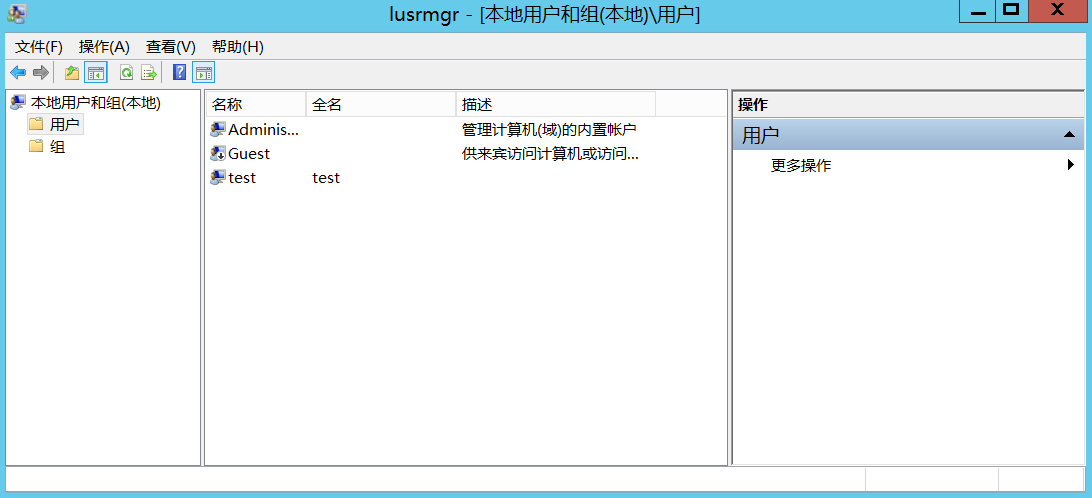 lusrmgr - [本地用户和组(本地)\用户]
文件(F) 操作(A) 查看(V) 帮助(H)
本地用户和组(本地)
用户
组
名称 全名 描述
Adminis... 管理计算机(域)的内置帐户
Guest 供来宾访问计算机或访问...
test test
操作
用户
更多操作